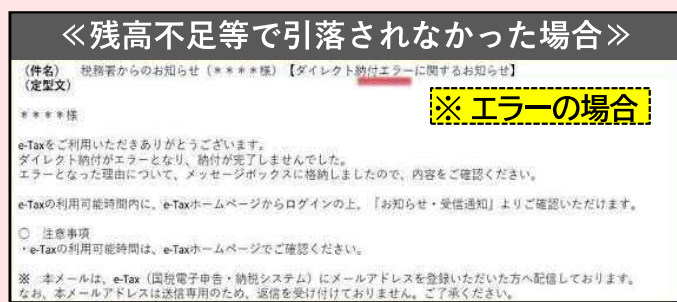 ≪残高不足等で引落されなかった場合≫
(件名) 税務署からのお知らせ(＊＊＊＊様)【ダイレクト納付エラーに関するお知らせ】
(定型文)
※ エラーの場合
＊＊＊＊様
e-Taxをご利用いただきありがとうございます。
ダイレクト納付がエラーとなり、納付が完了しませんでした。
エラーとなった理由について、メッセージボックスに格納しましたので、内容をご確認ください。
e-Taxの利用可能時間内に、e-Taxホームページからログインの上、「お知らせ・受信通知」よりご確認いただけます。
○ 注意事項
・e-Taxの利用可能時間は、e-Taxホームページでご確認ください。
※ 本メールは、e-Tax(国税電子申告・納税システム)にメールアドレスを登録いただいた方へ配信しております。
なお、本メールアドレスは送信専用のため、返信を受け付けておりません。ご了承ください。